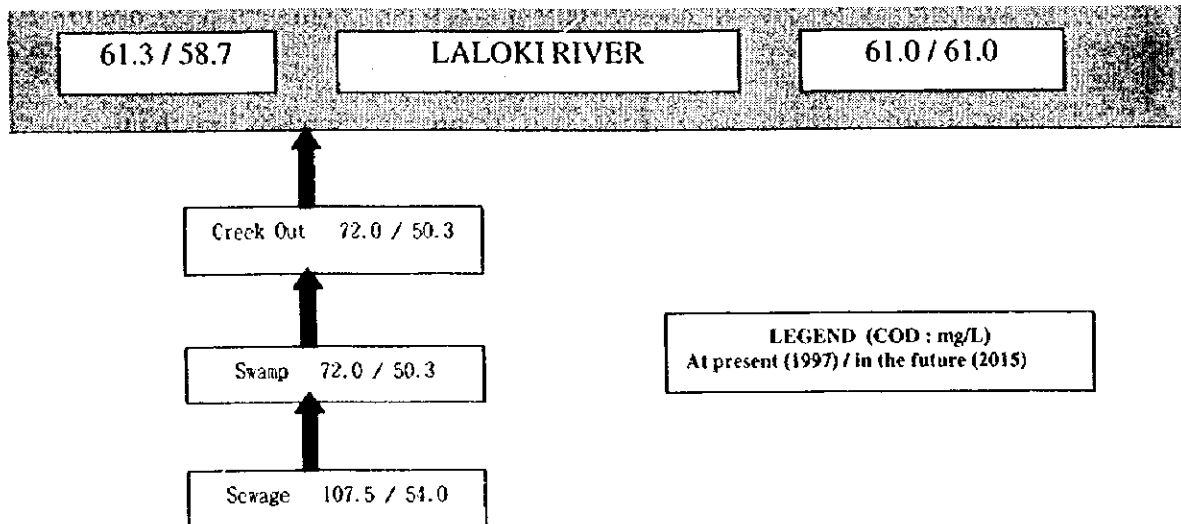 61.3 / 58.7
LALOKI RIVER
61.0 / 61.0
Creek Out 72.0 / 50.3
Swamp 72.0 / 50.3
LEGEND (COD : mg/L)
At present (1997) / in the future (2015)
Sewage 107.5 / 54.0